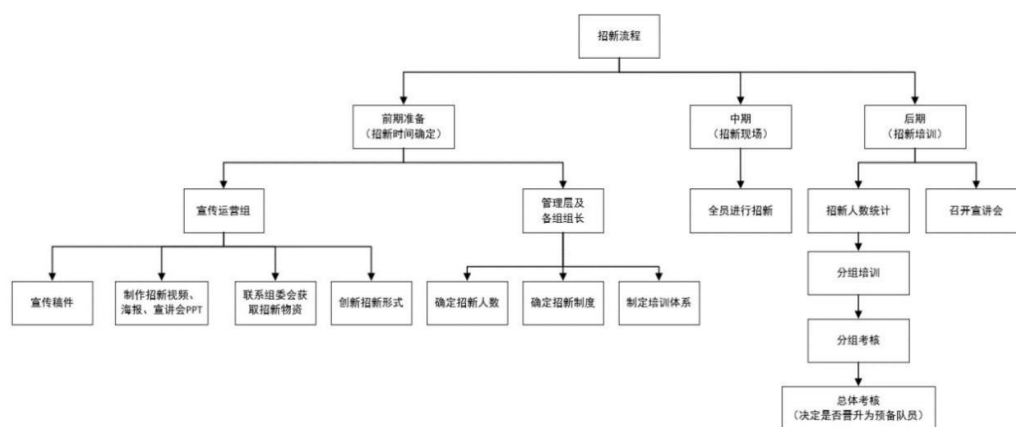 招新流程
前期准备
（招新时间确定）
中期
（招新现场）
后期
（招新培训）
宣传运营组
管理层及
各组组长
全员进行招新
招新人数统计
召开宣讲会
宣传稿件
制作招新视频、
海报、宣讲会PPT
联系组委会获
取招新物资
创新招新形式
确定招新人数
确定招新制度
制定培训体系
分组培训
分组考核
总体考核
（决定是否晋升为预备队员）